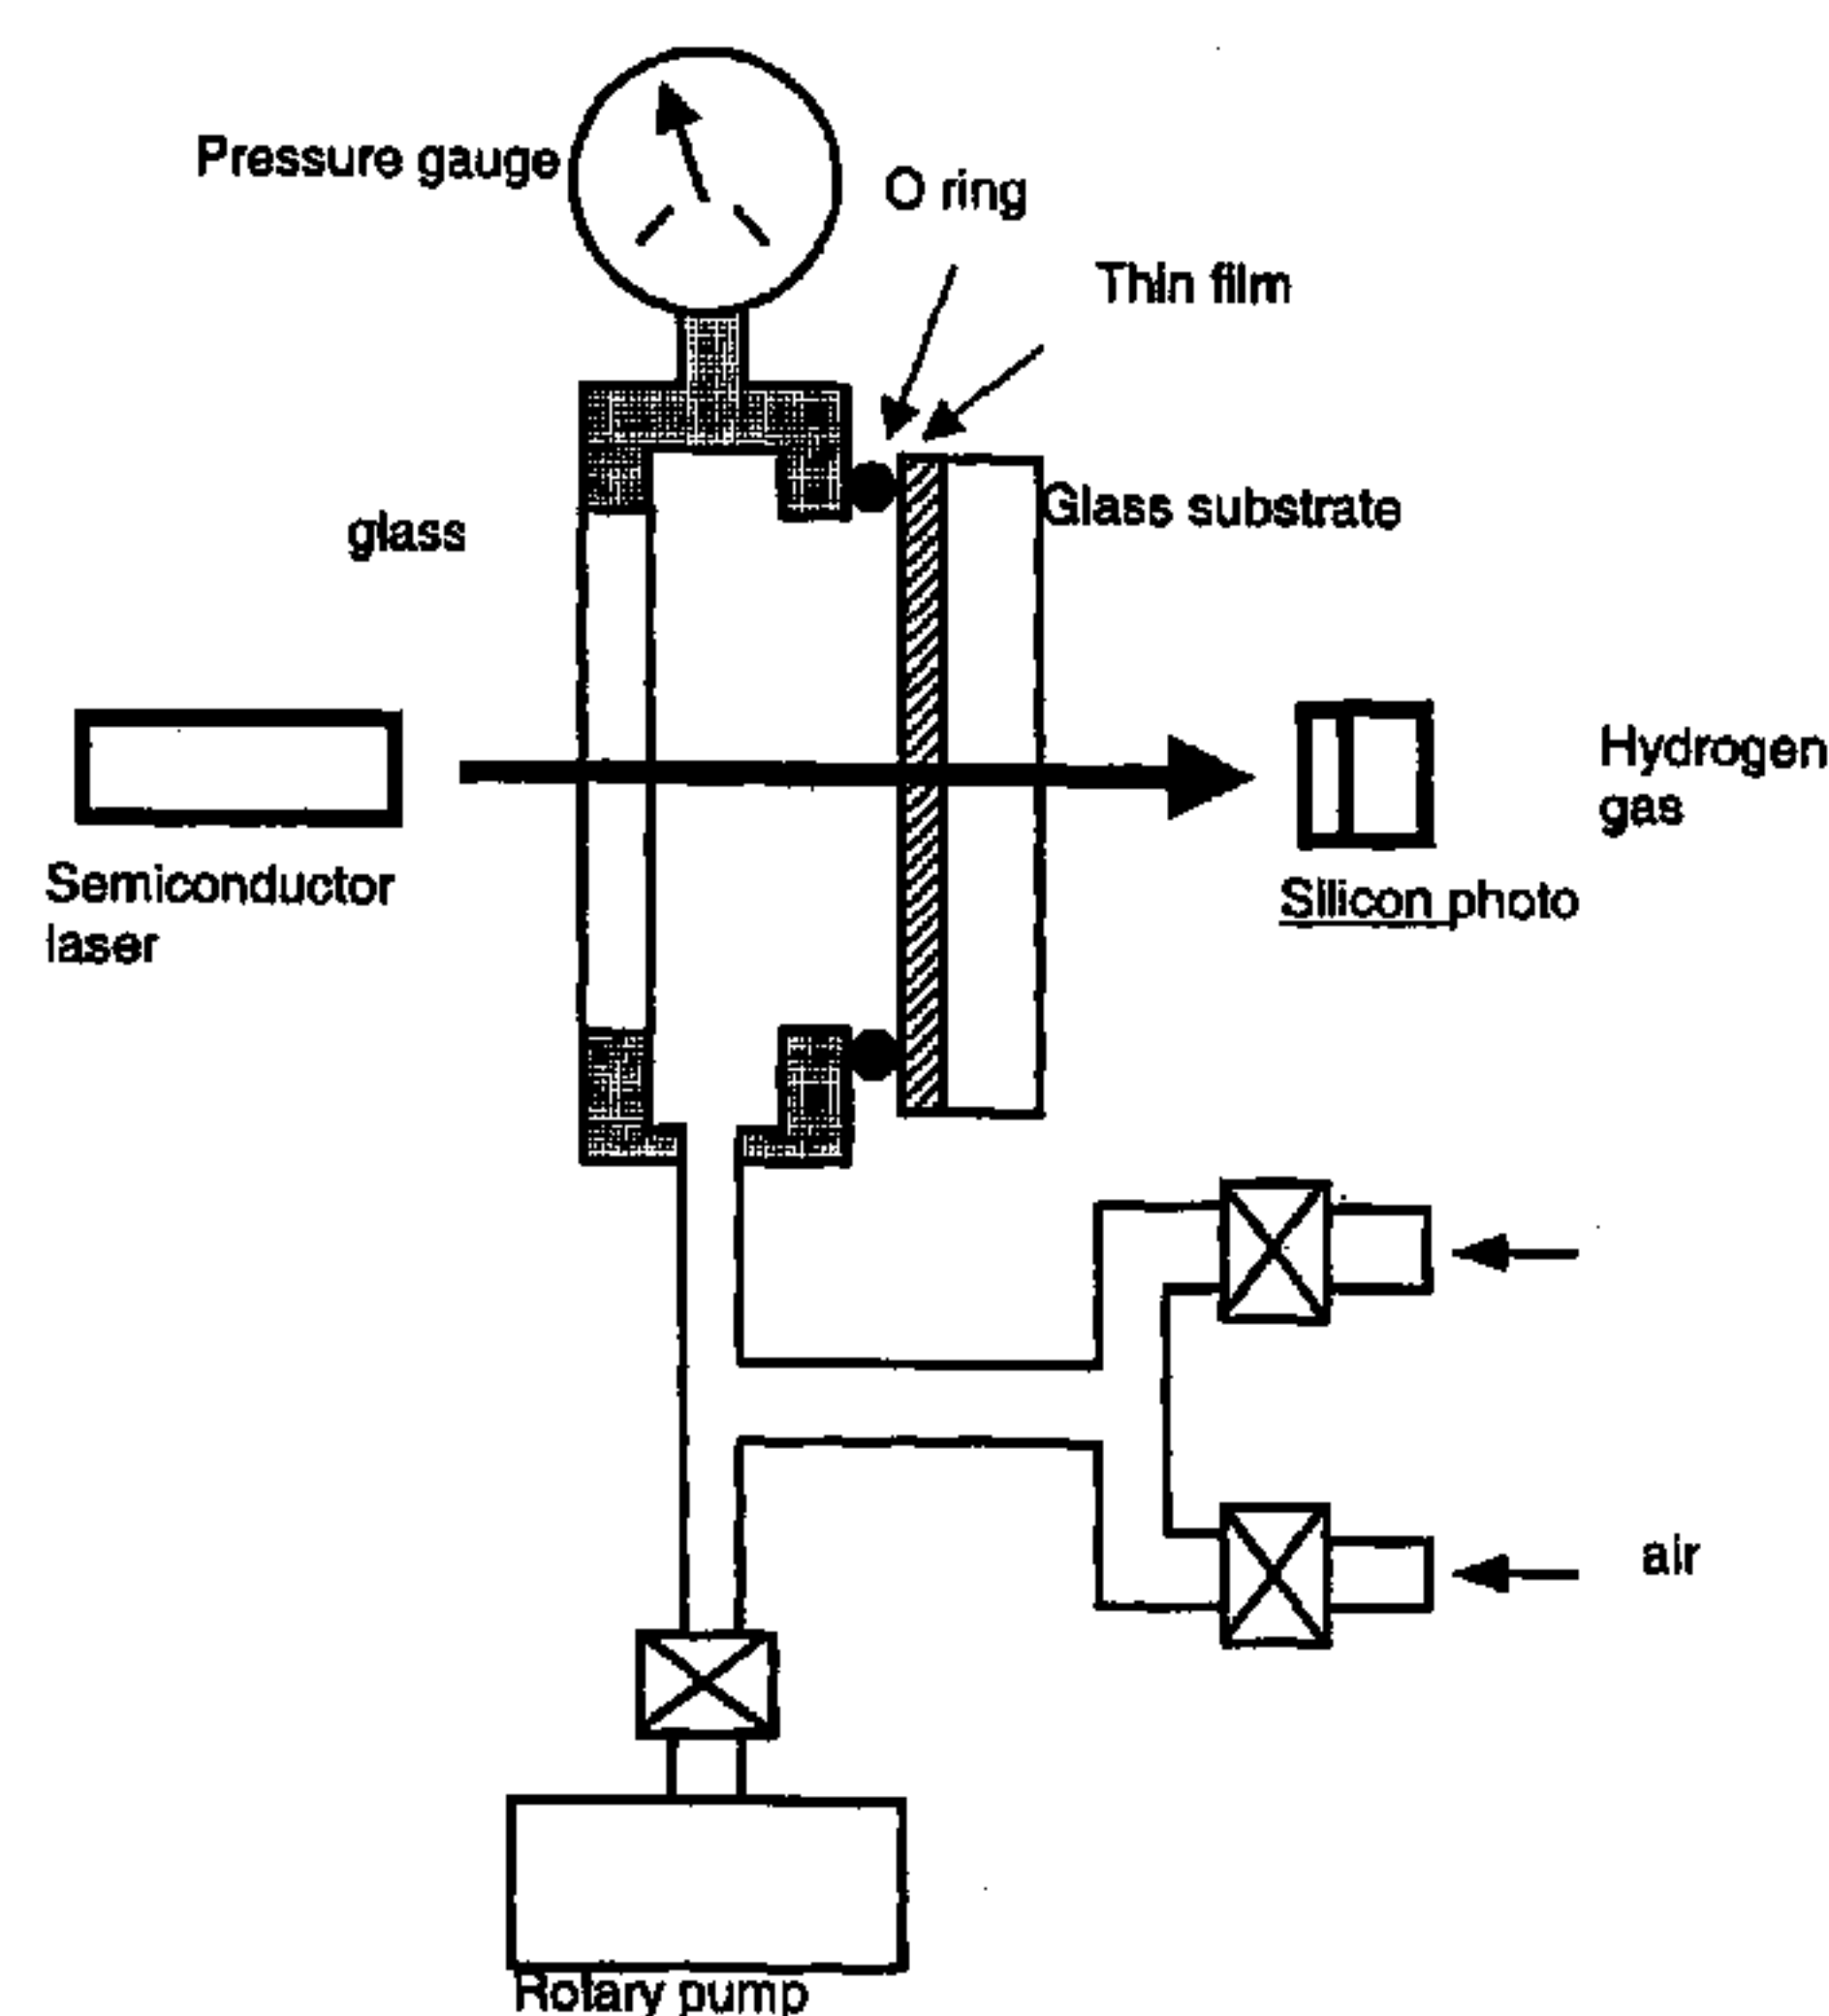 Pressure gauge
O ring
Thin film
glass
Glass substrate
Semiconductor
laser
Hydrogen
gas
Silicon photo
air
Rotary pump